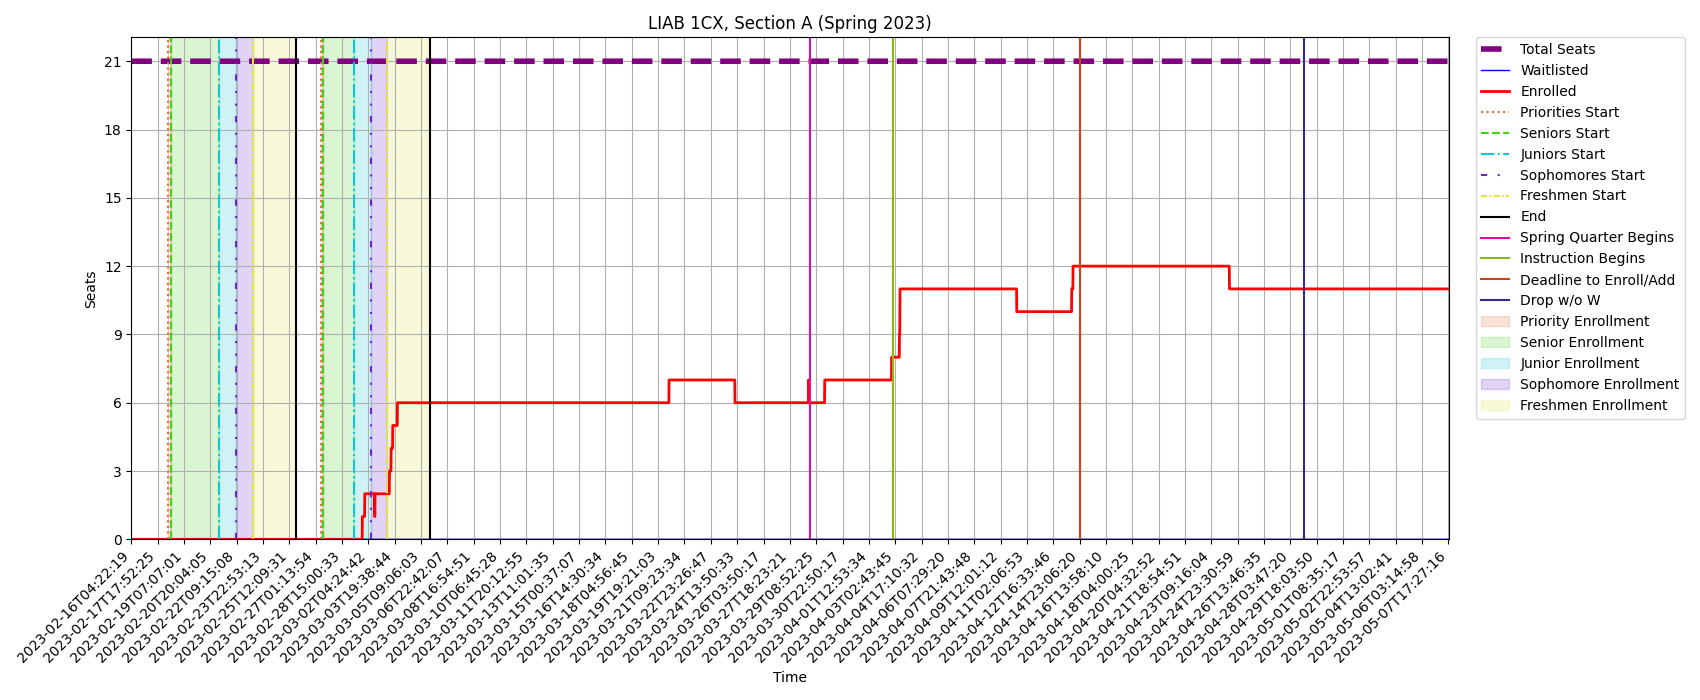 LIAB 1CX, Section A (Spring 2023)
Seats
21
18
15
12
9
6
3
0
2023-02-16T04:22:19
2023-02-17T17:52:25
2023-02-19T07:07:01
2023-02-20T20:04:05
2023-02-22T09:15:08
2023-02-23T22:53:13
2023-02-25T12:09:31
2023-02-27T01:13:54
2023-02-28T15:00:33
2023-03-02T04:24:42
2023-03-03T19:38:44
2023-03-05T09:06:03
2023-03-06T22:42:07
2023-03-08T16:54:51
2023-03-10T06:45:28
2023-03-11T20:12:55
2023-03-13T11:01:35
2023-03-15T00:37:07
2023-03-16T14:30:34
2023-03-18T04:56:45
2023-03-19T19:21:03
2023-03-21T09:23:34
2023-03-22T23:26:47
2023-03-24T13:50:33
2023-03-26T03:50:17
2023-03-27T18:23:21
2023-03-29T08:52:25
2023-03-30T22:50:17
2023-04-01T12:53:34
2023-04-03T02:43:45
2023-04-04T17:10:32
2023-04-06T07:29:20
2023-04-07T21:43:48
2023-04-09T12:01:12
2023-04-11T02:06:53
2023-04-12T16:33:46
2023-04-14T23:06:20
2023-04-16T13:58:10
2023-04-18T04:00:25
2023-04-20T04:32:52
2023-04-21T18:54:51
2023-04-23T09:16:04
2023-04-24T23:30:59
2023-04-26T13:46:35
2023-04-28T03:47:20
2023-04-29T18:03:50
2023-05-01T08:35:17
2023-05-02T22:53:57
2023-05-04T13:02:41
2023-05-06T03:14:58
2023-05-07T17:27:16
Time
Total Seats
Waitlisted
Enrolled
Priorities Start
Seniors Start
Juniors Start
Sophomores Start
Freshmen Start
End
Spring Quarter Begins
Instruction Begins
Deadline to Enroll/Add
Drop w/o W
Priority Enrollment
Senior Enrollment
Junior Enrollment
Sophomore Enrollment
Freshmen Enrollment